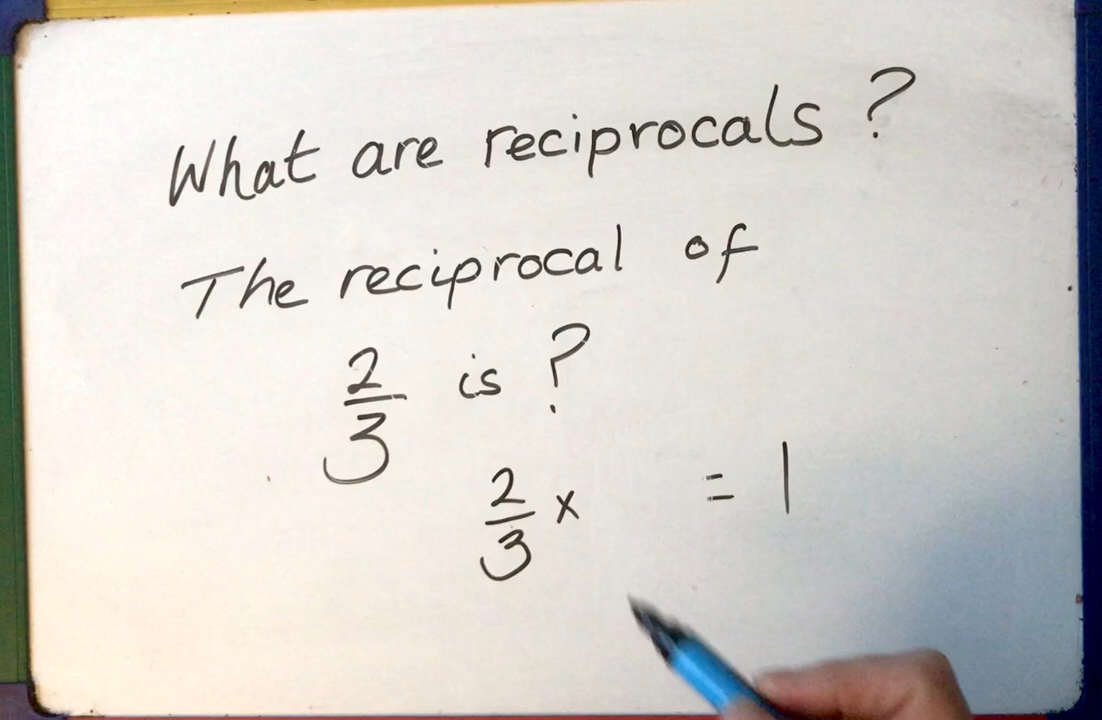 What are reciprocals?
The reciprocal of
2/3 is ?
2/3 x = 1